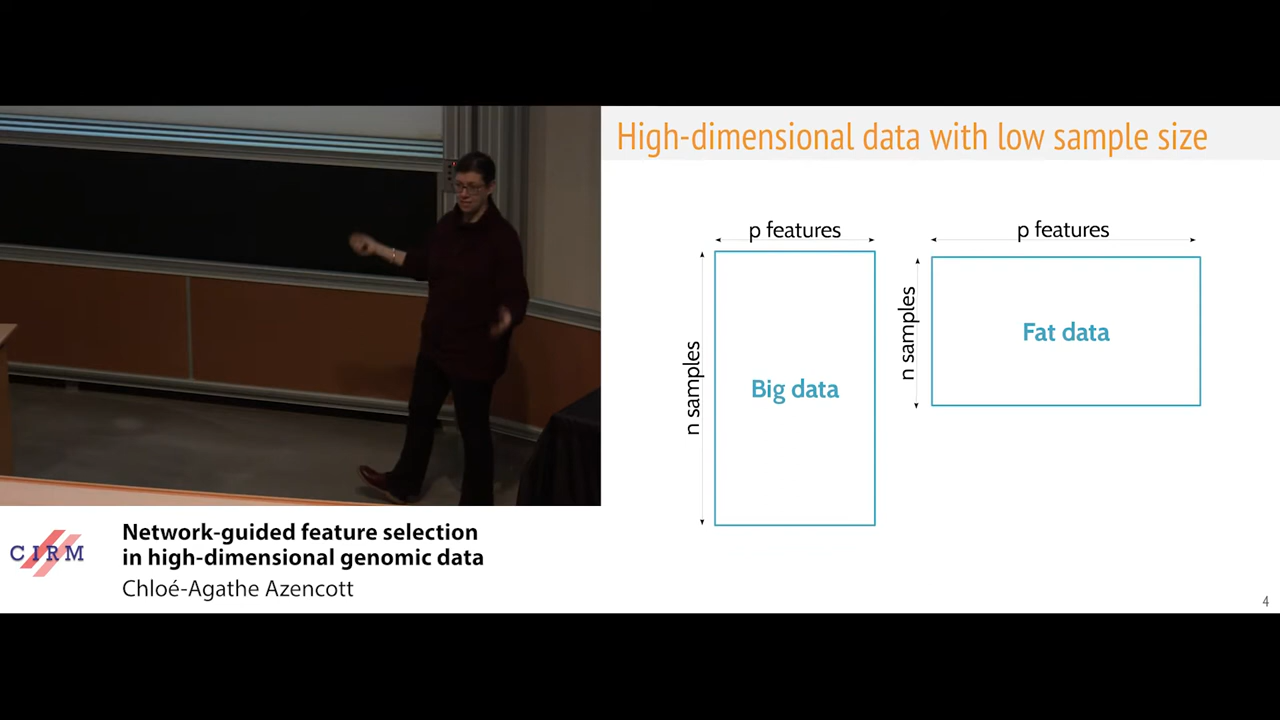 High-dimensional data with low sample size
p features
n samples
Big data
p features
n samples
Fat data
CIRM
Network-guided feature selection
in high-dimensional genomic data
Chloé-Agathe Azencott
4